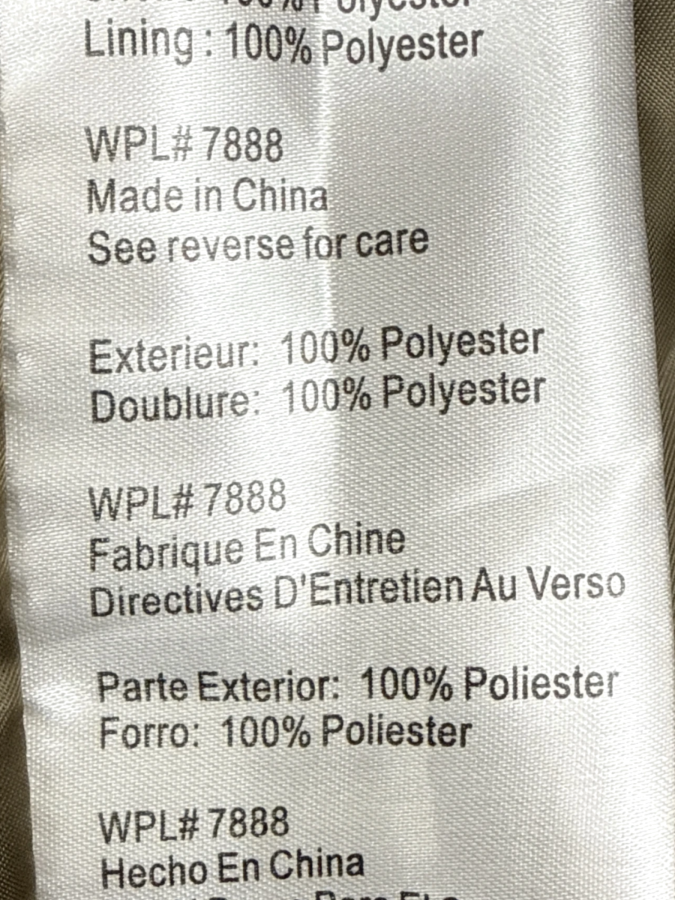 100% Polyester
Lining : 100% Polyester
WPL# 7888
Made in China
See reverse for care
Exterieur: 100% Polyester
Doublure: 100% Polyester
WPL# 7888
Fabrique En Chine
Directives D'Entretien Au Verso
Parte Exterior: 100% Poliester
Forro: 100% Poliester
WPL# 7888
Hecho En China